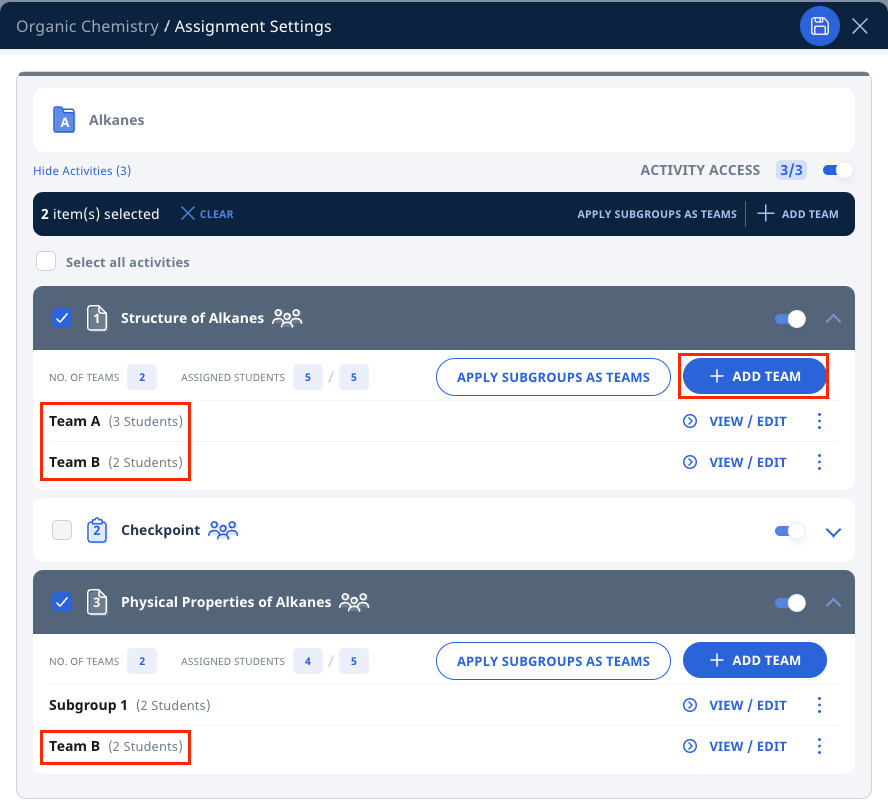 Organic Chemistry / Assignment Settings
A Alkanes
Hide Activities (3) ACTIVITY ACCESS 3/3
2 item(s) selected CLEAR APPLY SUBGROUPS AS TEAMS ADD TEAM
Select all activities
1 Structure of Alkanes
NO. OF TEAMS 2 ASSIGNED STUDENTS 5 / 5 APPLY SUBGROUPS AS TEAMS + ADD TEAM
Team A (3 Students) VIEW / EDIT
Team B (2 Students) VIEW / EDIT
2 Checkpoint
3 Physical Properties of Alkanes
NO. OF TEAMS 2 ASSIGNED STUDENTS 4 / 5 APPLY SUBGROUPS AS TEAMS + ADD TEAM
Subgroup 1 (2 Students) VIEW / EDIT
Team B (2 Students) VIEW / EDIT